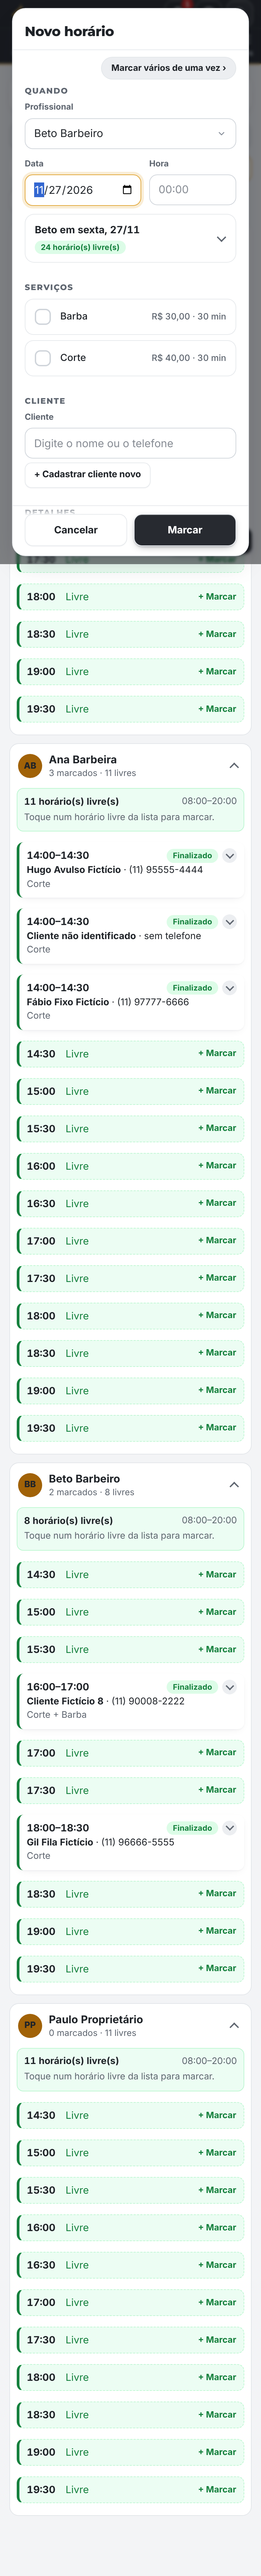 Novo horário
Marcar vários de uma vez ›
QUANDO
Profissional
Beto Barbeiro
Data
Hora
11/27/2026
00:00
Beto em sexta, 27/11
24 horário(s) livre(s)
SERVIÇOS
Barba
R$ 30,00 · 30 min
Corte
R$ 40,00 · 30 min
CLIENTE
Cliente
Digite o nome ou o telefone
+ Cadastrar cliente novo
DETALHES
Cancelar
Marcar
17:30 Livre + Marcar
18:00 Livre + Marcar
18:30 Livre + Marcar
19:00 Livre + Marcar
19:30 Livre + Marcar
AB
Ana Barbeira
3 marcados · 11 livres
11 horário(s) livre(s) 08:00–20:00
Toque num horário livre da lista para marcar.
14:00–14:30 Finalizado
Hugo Avulso Fictício · (11) 95555-4444
Corte
14:00–14:30 Finalizado
Cliente não identificado · sem telefone
Corte
14:00–14:30 Finalizado
Fábio Fixo Fictício · (11) 97777-6666
Corte
14:30 Livre + Marcar
15:00 Livre + Marcar
15:30 Livre + Marcar
16:00 Livre + Marcar
16:30 Livre + Marcar
17:00 Livre + Marcar
17:30 Livre + Marcar
18:00 Livre + Marcar
18:30 Livre + Marcar
19:00 Livre + Marcar
19:30 Livre + Marcar
BB
Beto Barbeiro
2 marcados · 8 livres
8 horário(s) livre(s) 08:00–20:00
Toque num horário livre da lista para marcar.
14:30 Livre + Marcar
15:00 Livre + Marcar
15:30 Livre + Marcar
16:00–17:00 Finalizado
Cliente Fictício 8 · (11) 90008-2222
Corte + Barba
17:00 Livre + Marcar
17:30 Livre + Marcar
18:00–18:30 Finalizado
Gil Fila Fictício · (11) 96666-5555
Corte
18:30 Livre + Marcar
19:00 Livre + Marcar
19:30 Livre + Marcar
PP
Paulo Proprietário
0 marcados · 11 livres
11 horário(s) livre(s) 08:00–20:00
Toque num horário livre da lista para marcar.
14:30 Livre + Marcar
15:00 Livre + Marcar
15:30 Livre + Marcar
16:00 Livre + Marcar
16:30 Livre + Marcar
17:00 Livre + Marcar
17:30 Livre + Marcar
18:00 Livre + Marcar
18:30 Livre + Marcar
19:00 Livre + Marcar
19:30 Livre + Marcar